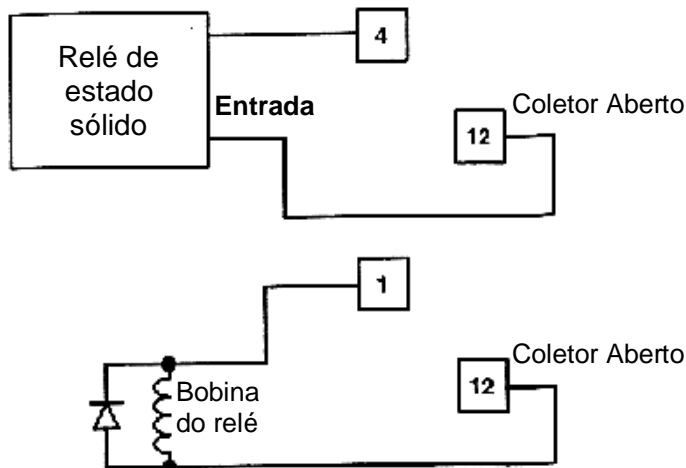 Relé de
estado
sólido
4
Entrada
Coletor Aberto
12
1
Coletor Aberto
12
Bobina
do relé